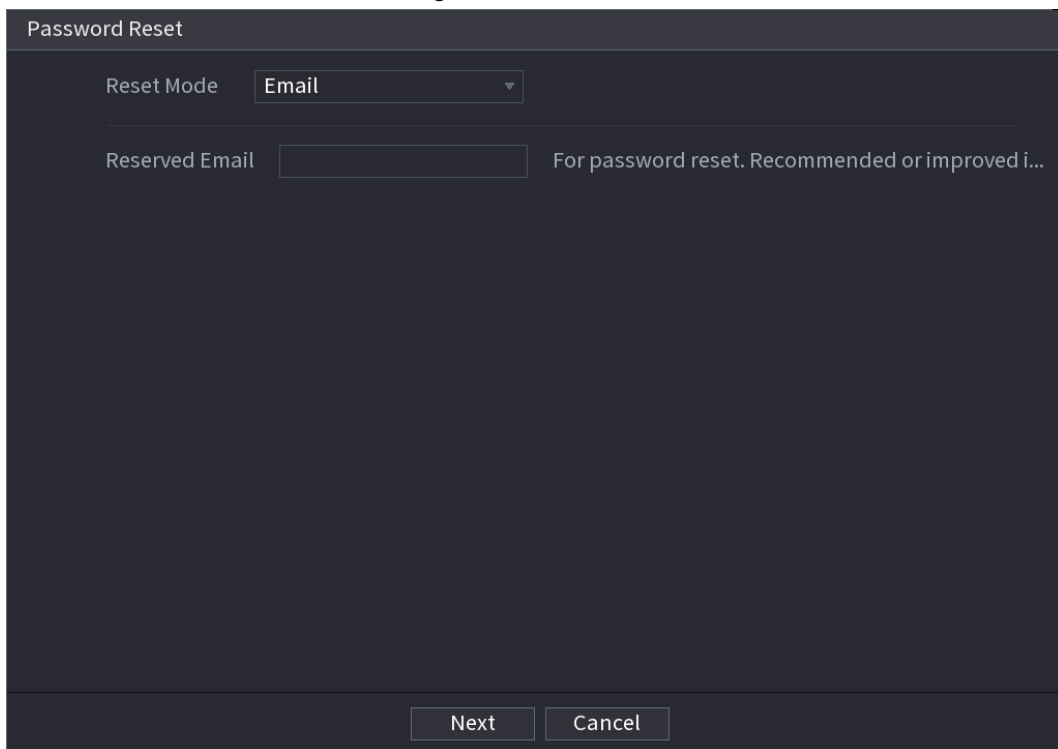 Password Reset
Reset Mode Email
Reserved Email For password reset. Recommended or improved i...
Next Cancel